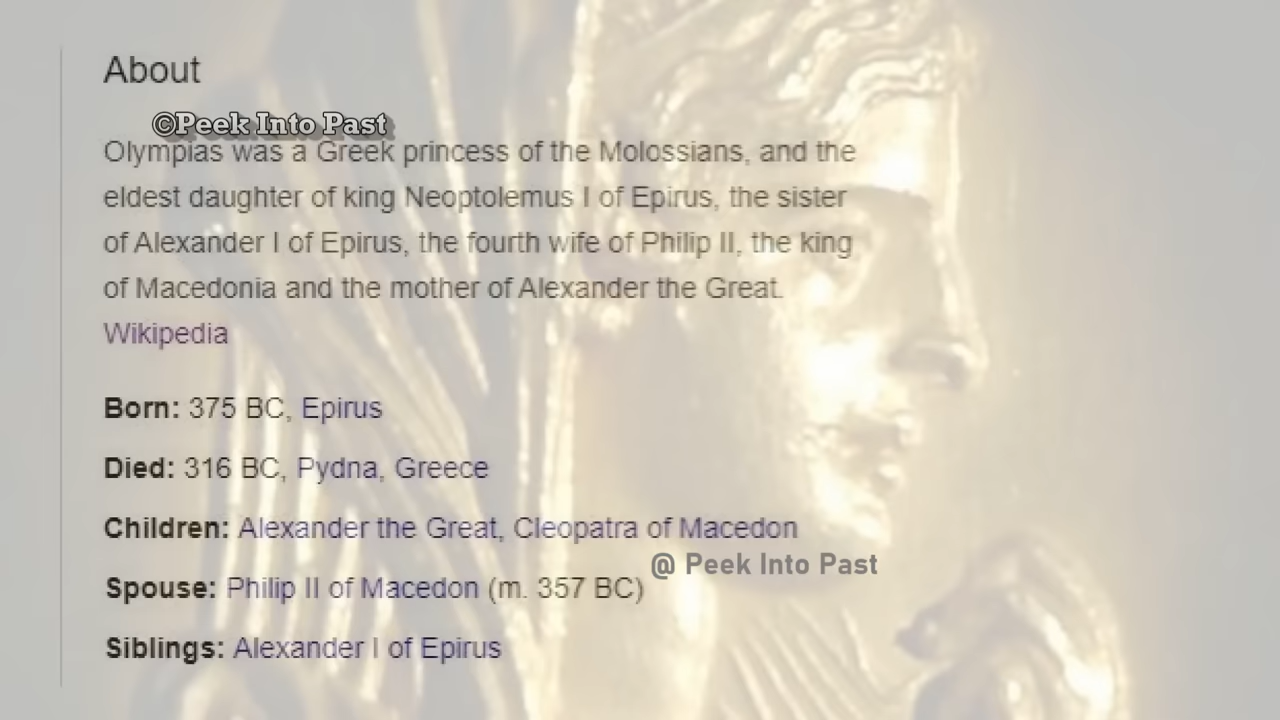 About
©Peek Into Past
Olympias was a Greek princess of the Molossians, and the
eldest daughter of king Neoptolemus I of Epirus, the sister
of Alexander I of Epirus, the fourth wife of Philip II, the king
of Macedonia and the mother of Alexander the Great.
Wikipedia
Born: 375 BC, Epirus
Died: 316 BC, Pydna, Greece
Children: Alexander the Great, Cleopatra of Macedon
@ Peek Into Past
Spouse: Philip II of Macedon (m. 357 BC)
Siblings: Alexander I of Epirus